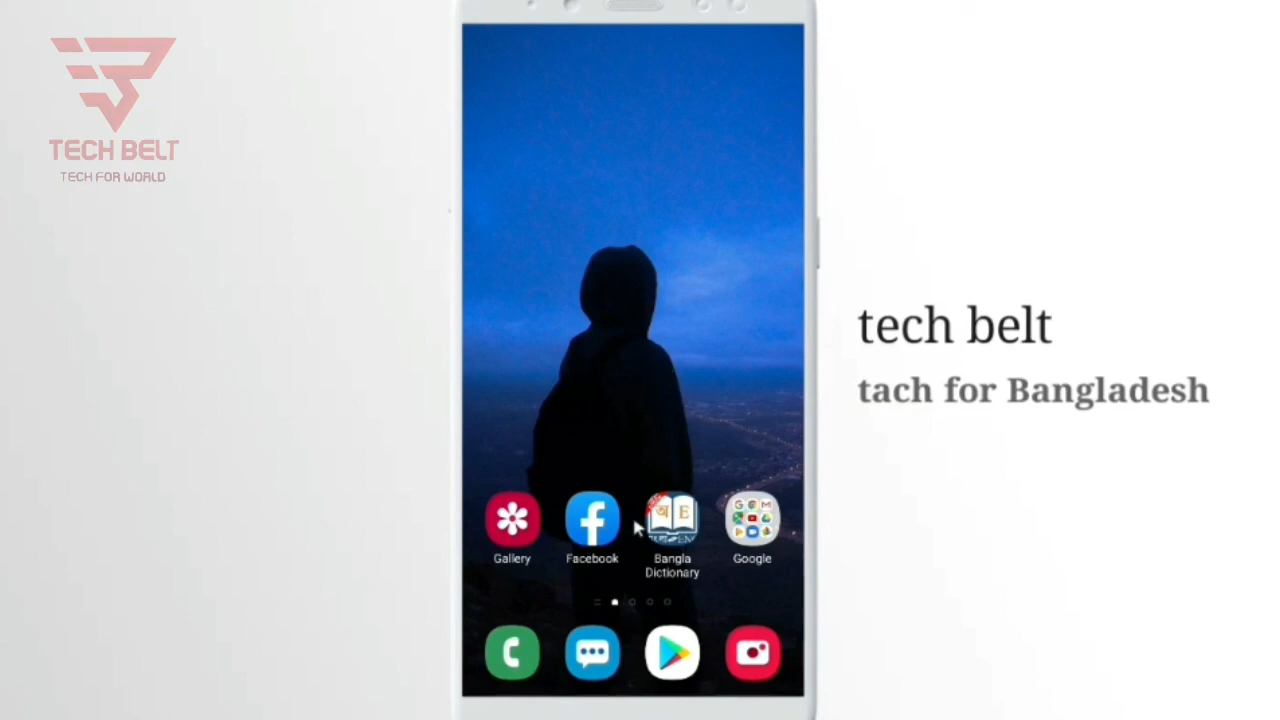 TECH BELT
TECH FOR WORLD
tech belt
tach for Bangladesh
অ E
Gallery
Facebook
Bangla
Dictionary
Google